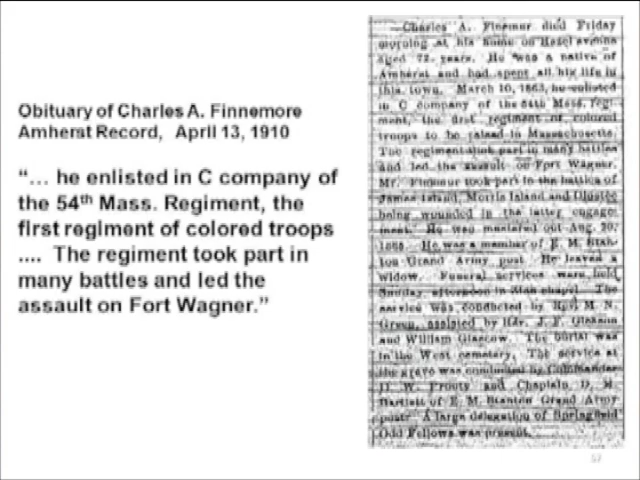 Obituary of Charles A. Finnemore
Amherst Record, April 13, 1910
“... he enlisted in C company of
the 54th Mass. Regiment, the
first regiment of colored troops
.... The regiment took part in
many battles and led the
assault on Fort Wagner.”
—Charles A. Finemur died Friday
morning at his home on Hazel avenue
aged 72 years. He was a native of
Amherst and had spent all his life in
this town. March 10, 1863, he enlisted
in C company of the 54th Mass. regi-
ment, the first regiment of colored
troops to be raised in Massachusetts.
The regiment took part in many battles
and led the assault on Fort Wagner.
Mr. Finemur took part in the battles of
James Island, Morris Island and Olustee
being wounded in the latter engage-
ment. He was mustered out Aug. 20,
1865. He was a member of E. M. Stan-
ton Grand Army post. He leaves a
widow. Funeral services were held
Sunday afternoon in Zion chapel. The
service was conducted by Rev. M. N.
Green, assisted by Rev. J. F. Gleason
and William Glasgow. The burial was
in the West cemetery. The service at
the grave was conducted by Commander
D. W. Prouty and Chaplain D. H.
Bartlett of E. M. Stanton Grand Army
post. A large delegation of Springfield
Odd Fellows was present.